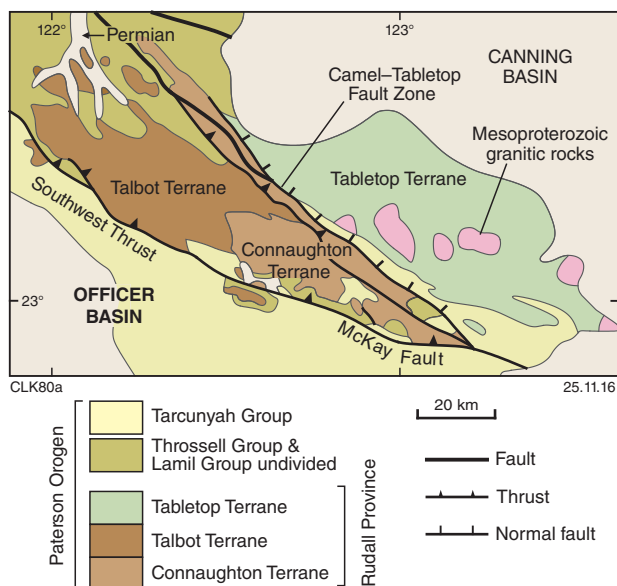 122°
123°
Permian
CANNING
BASIN
Camel–Tabletop
Fault Zone
Mesoproterozoic
granitic rocks
Talbot Terrane
Tabletop Terrane
Southwest Thrust
Connaughton
Terrane
23°
OFFICER
BASIN
McKay Fault
23°
CLK80a
25.11.16
Paterson Orogen
Tarcunyah Group
Throssell Group &
Lamil Group undivided
Rudall Province
Tabletop Terrane
Talbot Terrane
Connaughton Terrane
20 km
Fault
Thrust
Normal fault